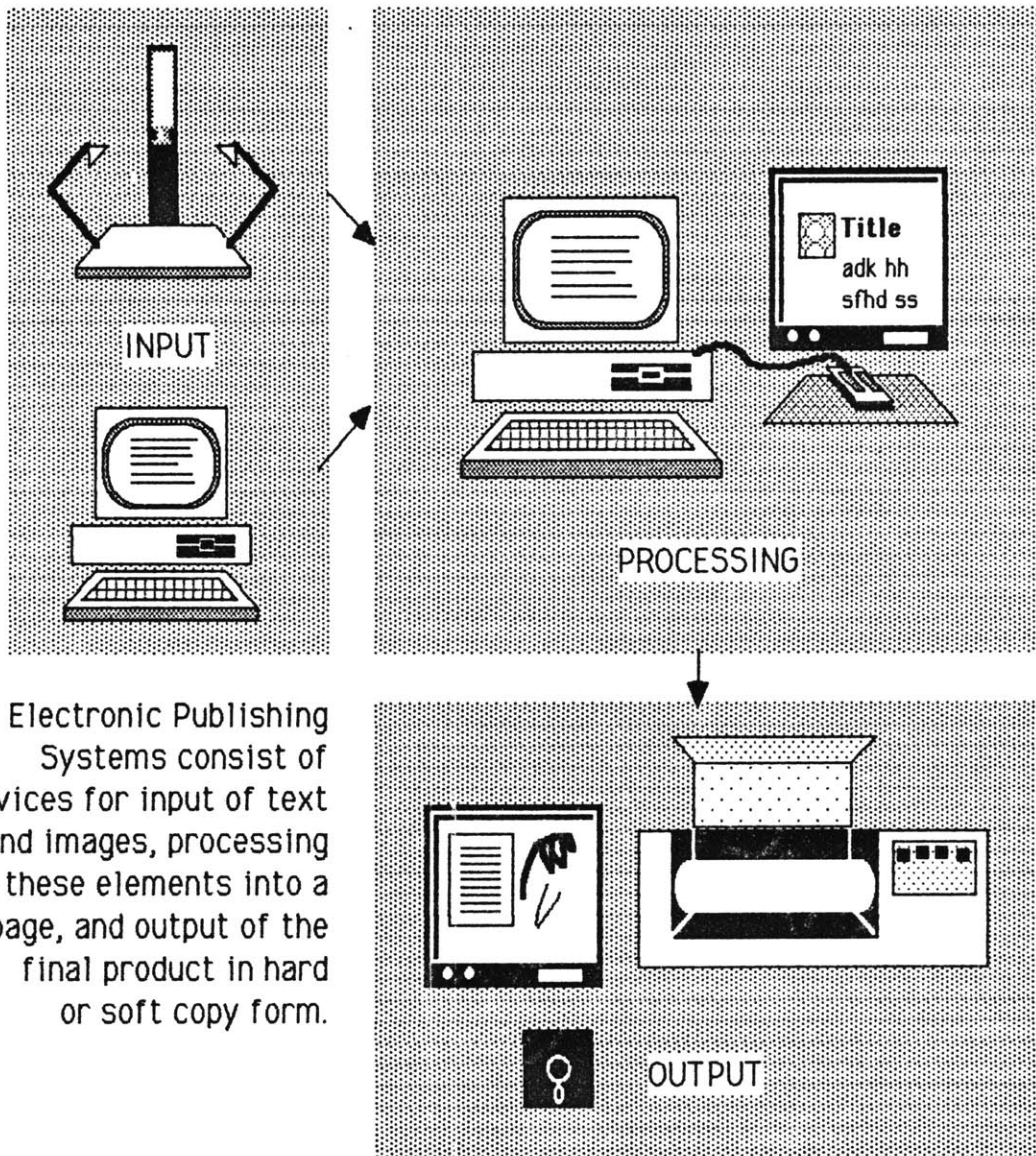 INPUT
Title
adk hh
sfhd ss
PROCESSING
Electronic Publishing
Systems consist of
vices for input of text
nd images, processing
these elements into a
page, and output of the
final product in hard
or soft copy form.
OUTPUT